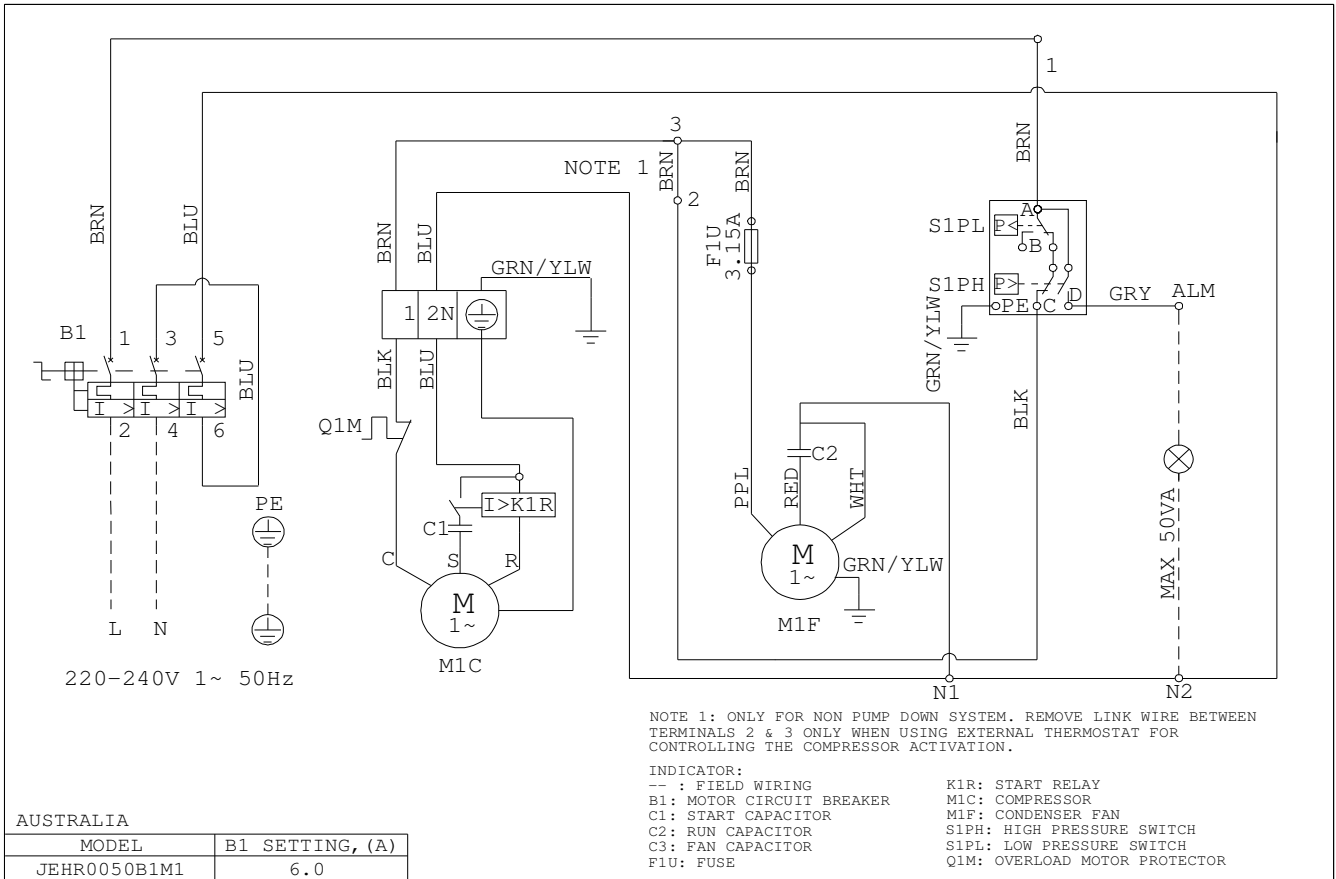 1
BRN
3
NOTE 1
BRN
BRN
2
BRN
BLU
BRN
BLU
GRN/YLW
F1U
3.15A
S1PL
P<
A
B
S1PH
P>
PE
C
D
GRY
ALM
GRN/YLW
BLK
1
2N
B1
1
3
5
BLU
I >
I >
I >
2
4
6
BLK
BLU
Q1M
I>K1R
C1
C
S
R
M
1~
M1C
PE
L
N
220-240V 1~ 50Hz
C2
PPL
RED
WHT
M
1~
GRN/YLW
M1F
MAX 50VA
N1
N2
NOTE 1: ONLY FOR NON PUMP DOWN SYSTEM. REMOVE LINK WIRE BETWEEN
TERMINALS 2 & 3 ONLY WHEN USING EXTERNAL THERMOSTAT FOR
CONTROLLING THE COMPRESSOR ACTIVATION.
INDICATOR:
-- : FIELD WIRING
B1: MOTOR CIRCUIT BREAKER
C1: START CAPACITOR
C2: RUN CAPACITOR
C3: FAN CAPACITOR
F1U: FUSE
K1R: START RELAY
M1C: COMPRESSOR
M1F: CONDENSER FAN
S1PH: HIGH PRESSURE SWITCH
S1PL: LOW PRESSURE SWITCH
Q1M: OVERLOAD MOTOR PROTECTOR
AUSTRALIA
MODEL B1 SETTING,(A)
JEHR0050B1M1 6.0